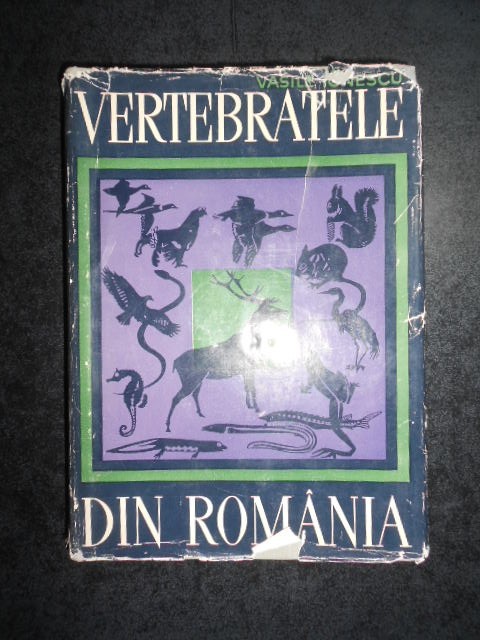 VASILE IONESCU
VERTEBRATELE
DIN ROMÂNIA